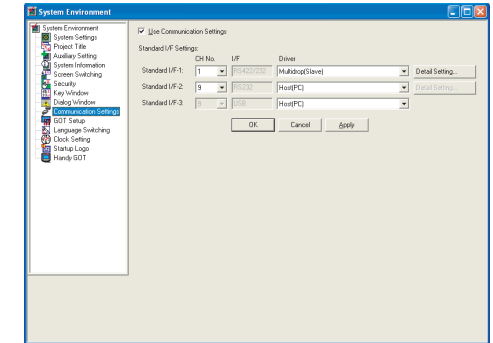 System Environment
System Environment
System Settings
Project Title
Auxiliary Setting
System Information
Screen Switching
Security
Key Window
Dialog Window
Communication Settings
GOT Setup
Language Switching
Clock Setting
Startup Logo
Handy GOT
Use Communication Settings
Standard I/F Settings:
CH No. I/F Driver
Standard I/F-1: 1 RS422/232 Multidrop(Slave) Detail Setting...
Standard I/F-2: 9 RS232 Host(PC) Detail Setting...
Standard I/F-3: 9 USB Host(PC)
OK Cancel Apply